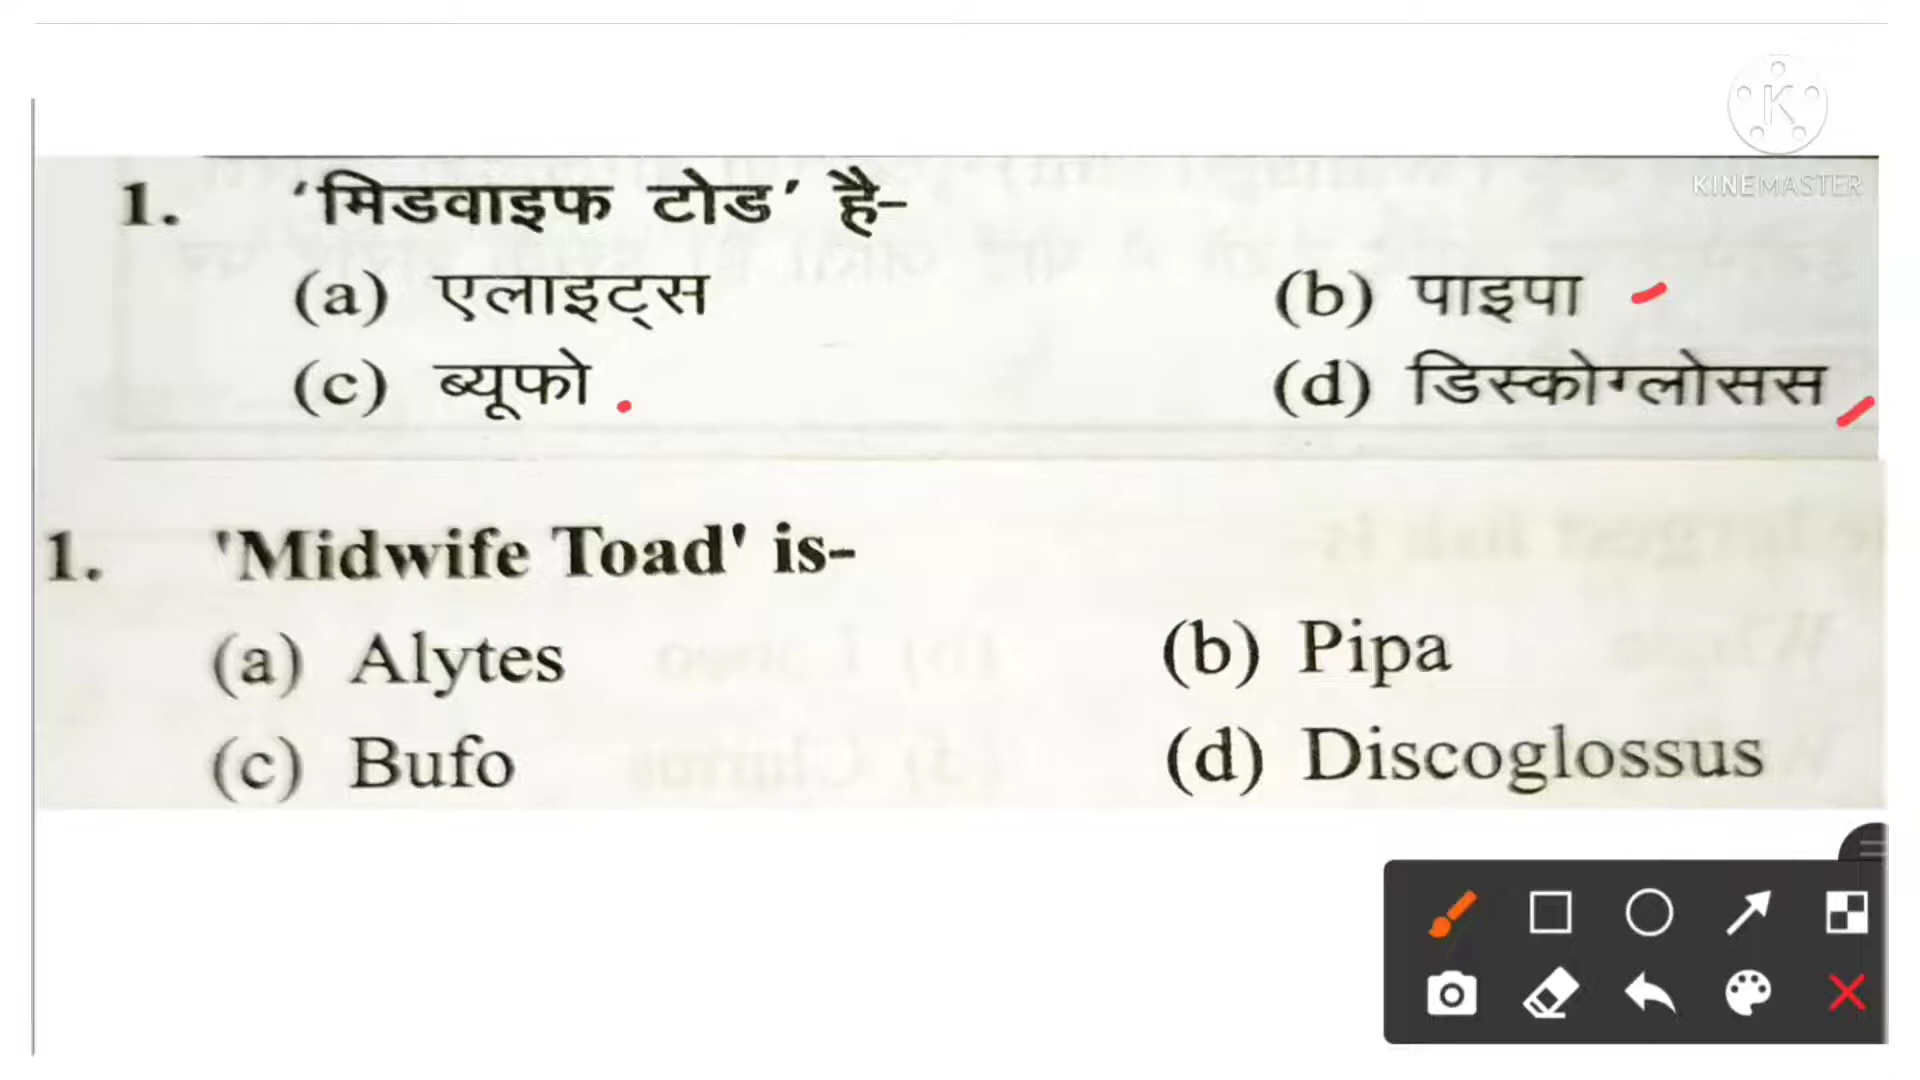 KINEMASTER
1. 'मिडवाइफ टोड' है-
(a) एलाइट्स (b) पाइपा
(c) ब्यूफो (d) डिस्कोग्लोसस
1. 'Midwife Toad' is-
(a) Alytes (b) Pipa
(c) Bufo (d) Discoglossus